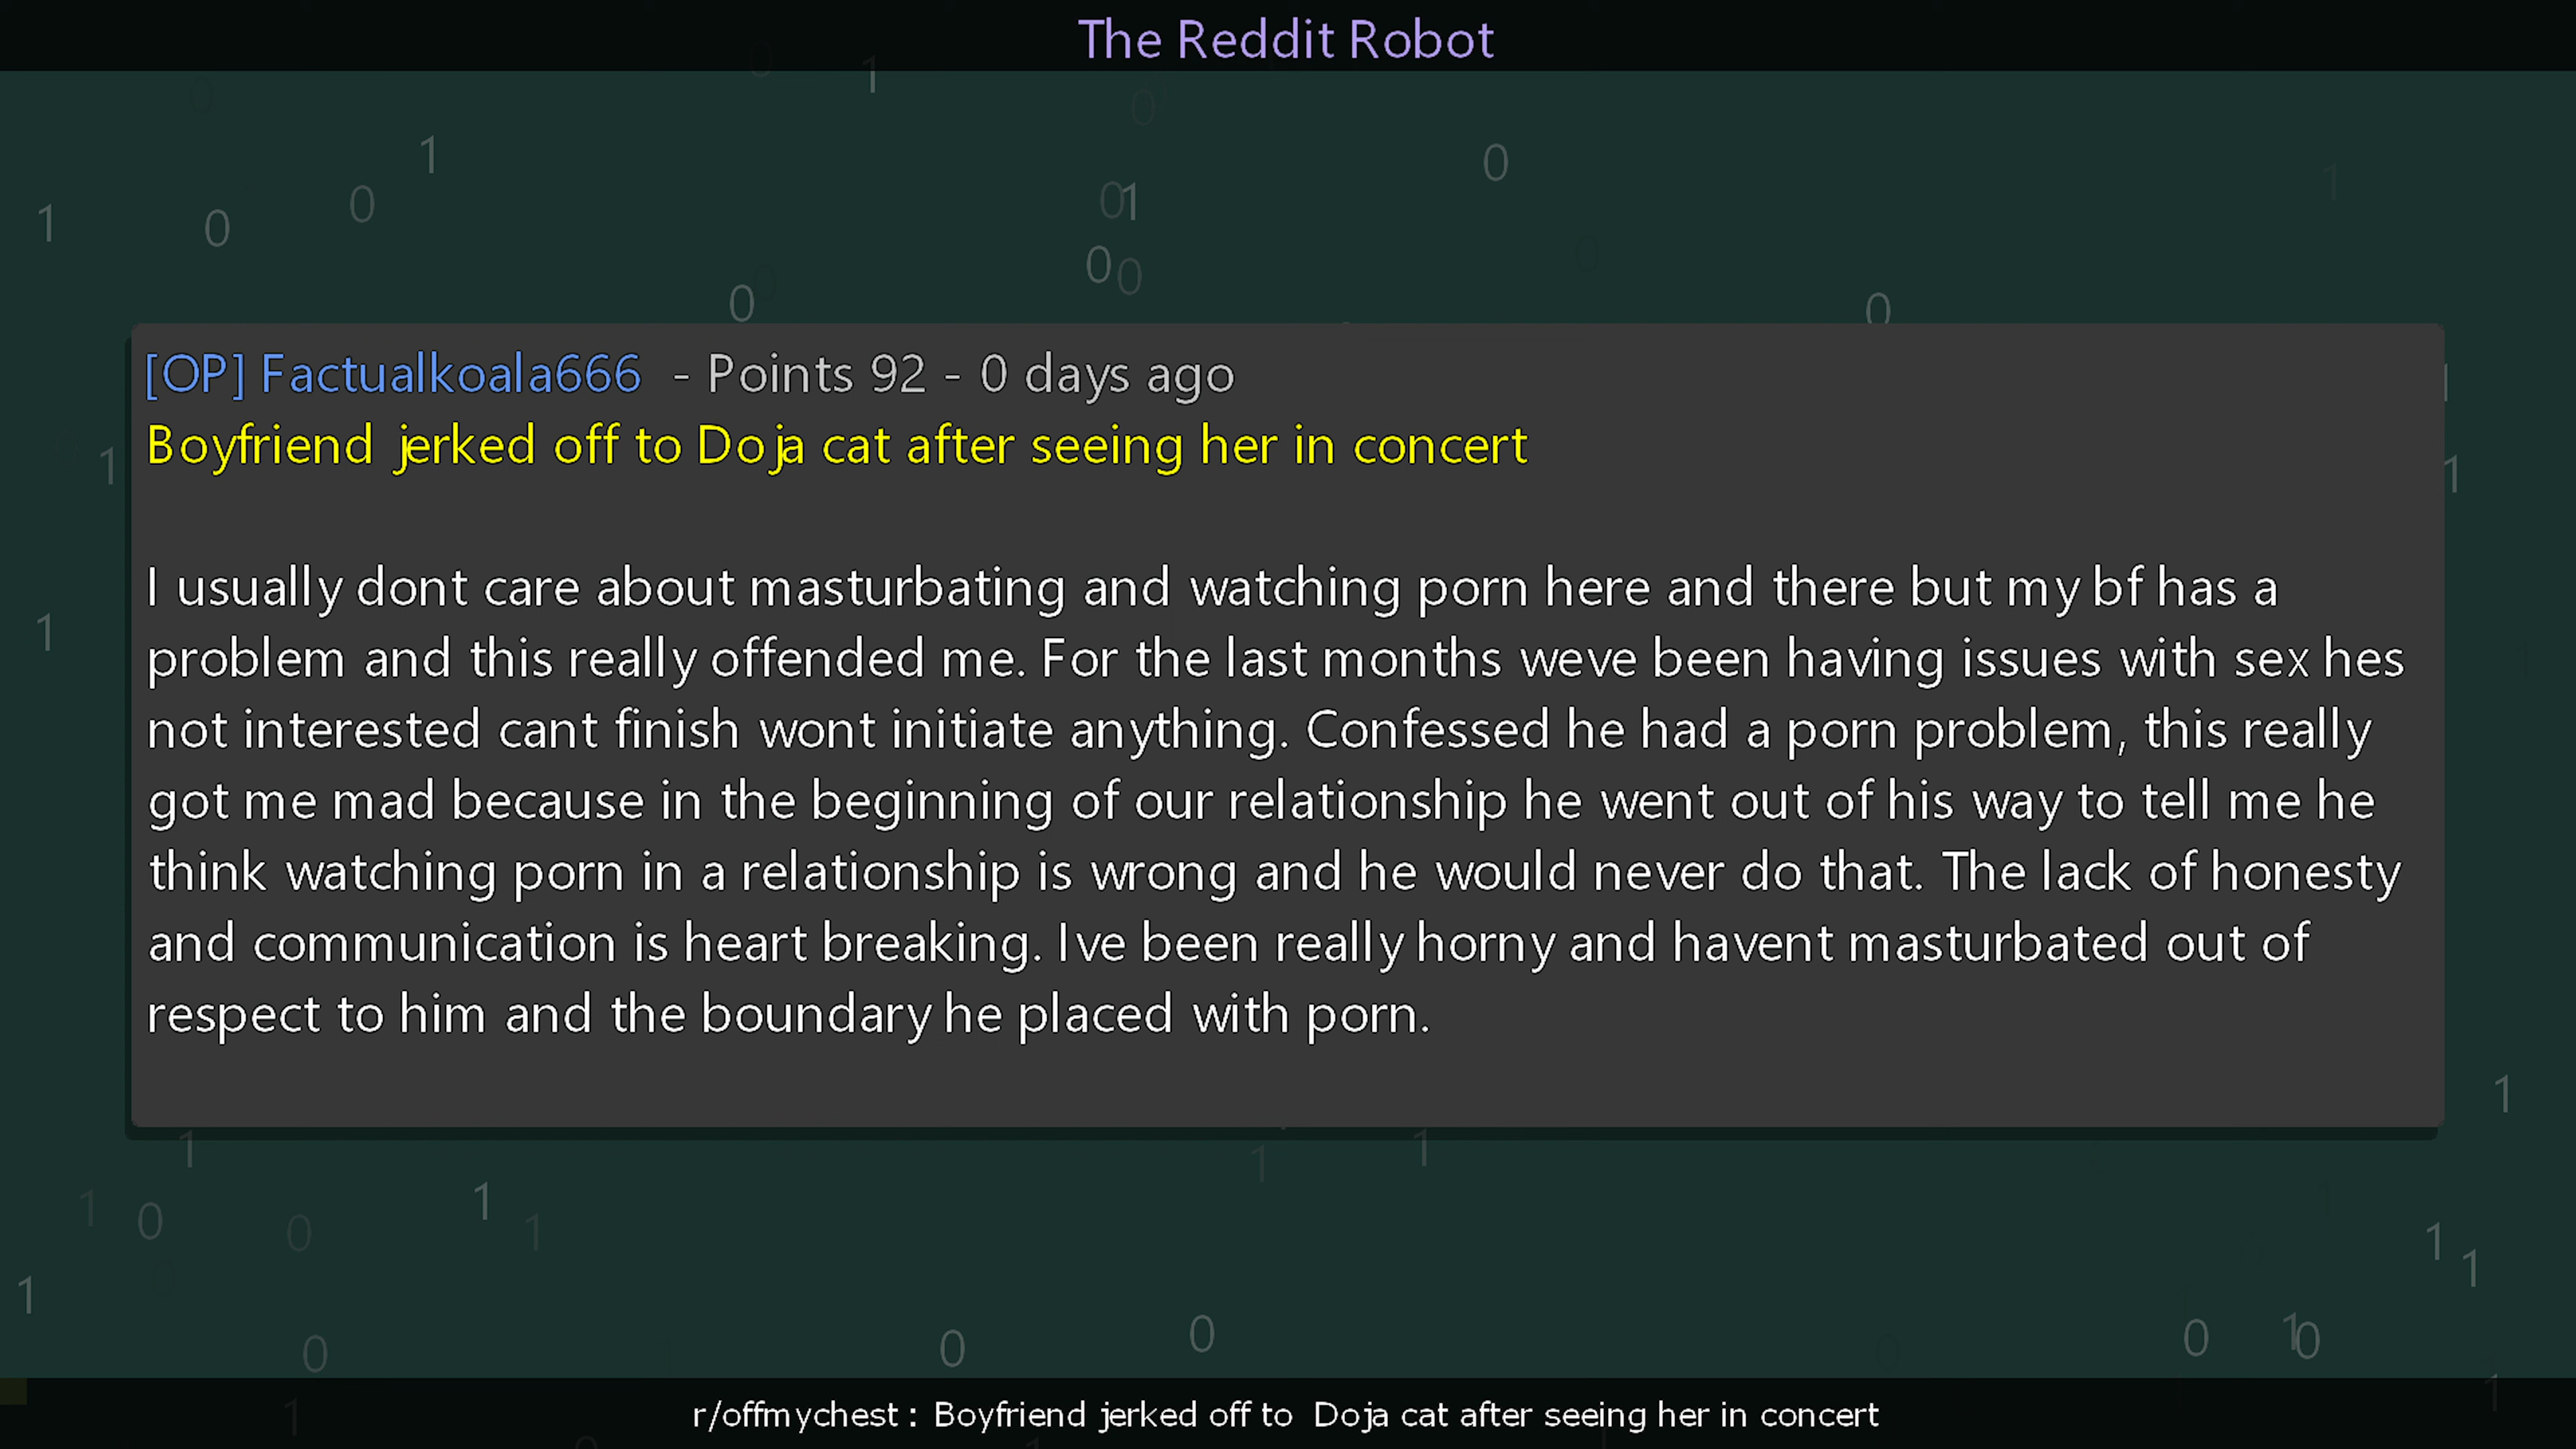 The Reddit Robot
[OP] Factualkoala666 - Points 92 - 0 days ago
Boyfriend jerked off to Doja cat after seeing her in concert
I usually dont care about masturbating and watching porn here and there but my bf has a
problem and this really offended me. For the last months weve been having issues with sex hes
not interested cant finish wont initiate anything. Confessed he had a porn problem, this really
got me mad because in the beginning of our relationship he went out of his way to tell me he
think watching porn in a relationship is wrong and he would never do that. The lack of honesty
and communication is heart breaking. Ive been really horny and havent masturbated out of
respect to him and the boundary he placed with porn.
r/offmychest : Boyfriend jerked off to Doja cat after seeing her in concert